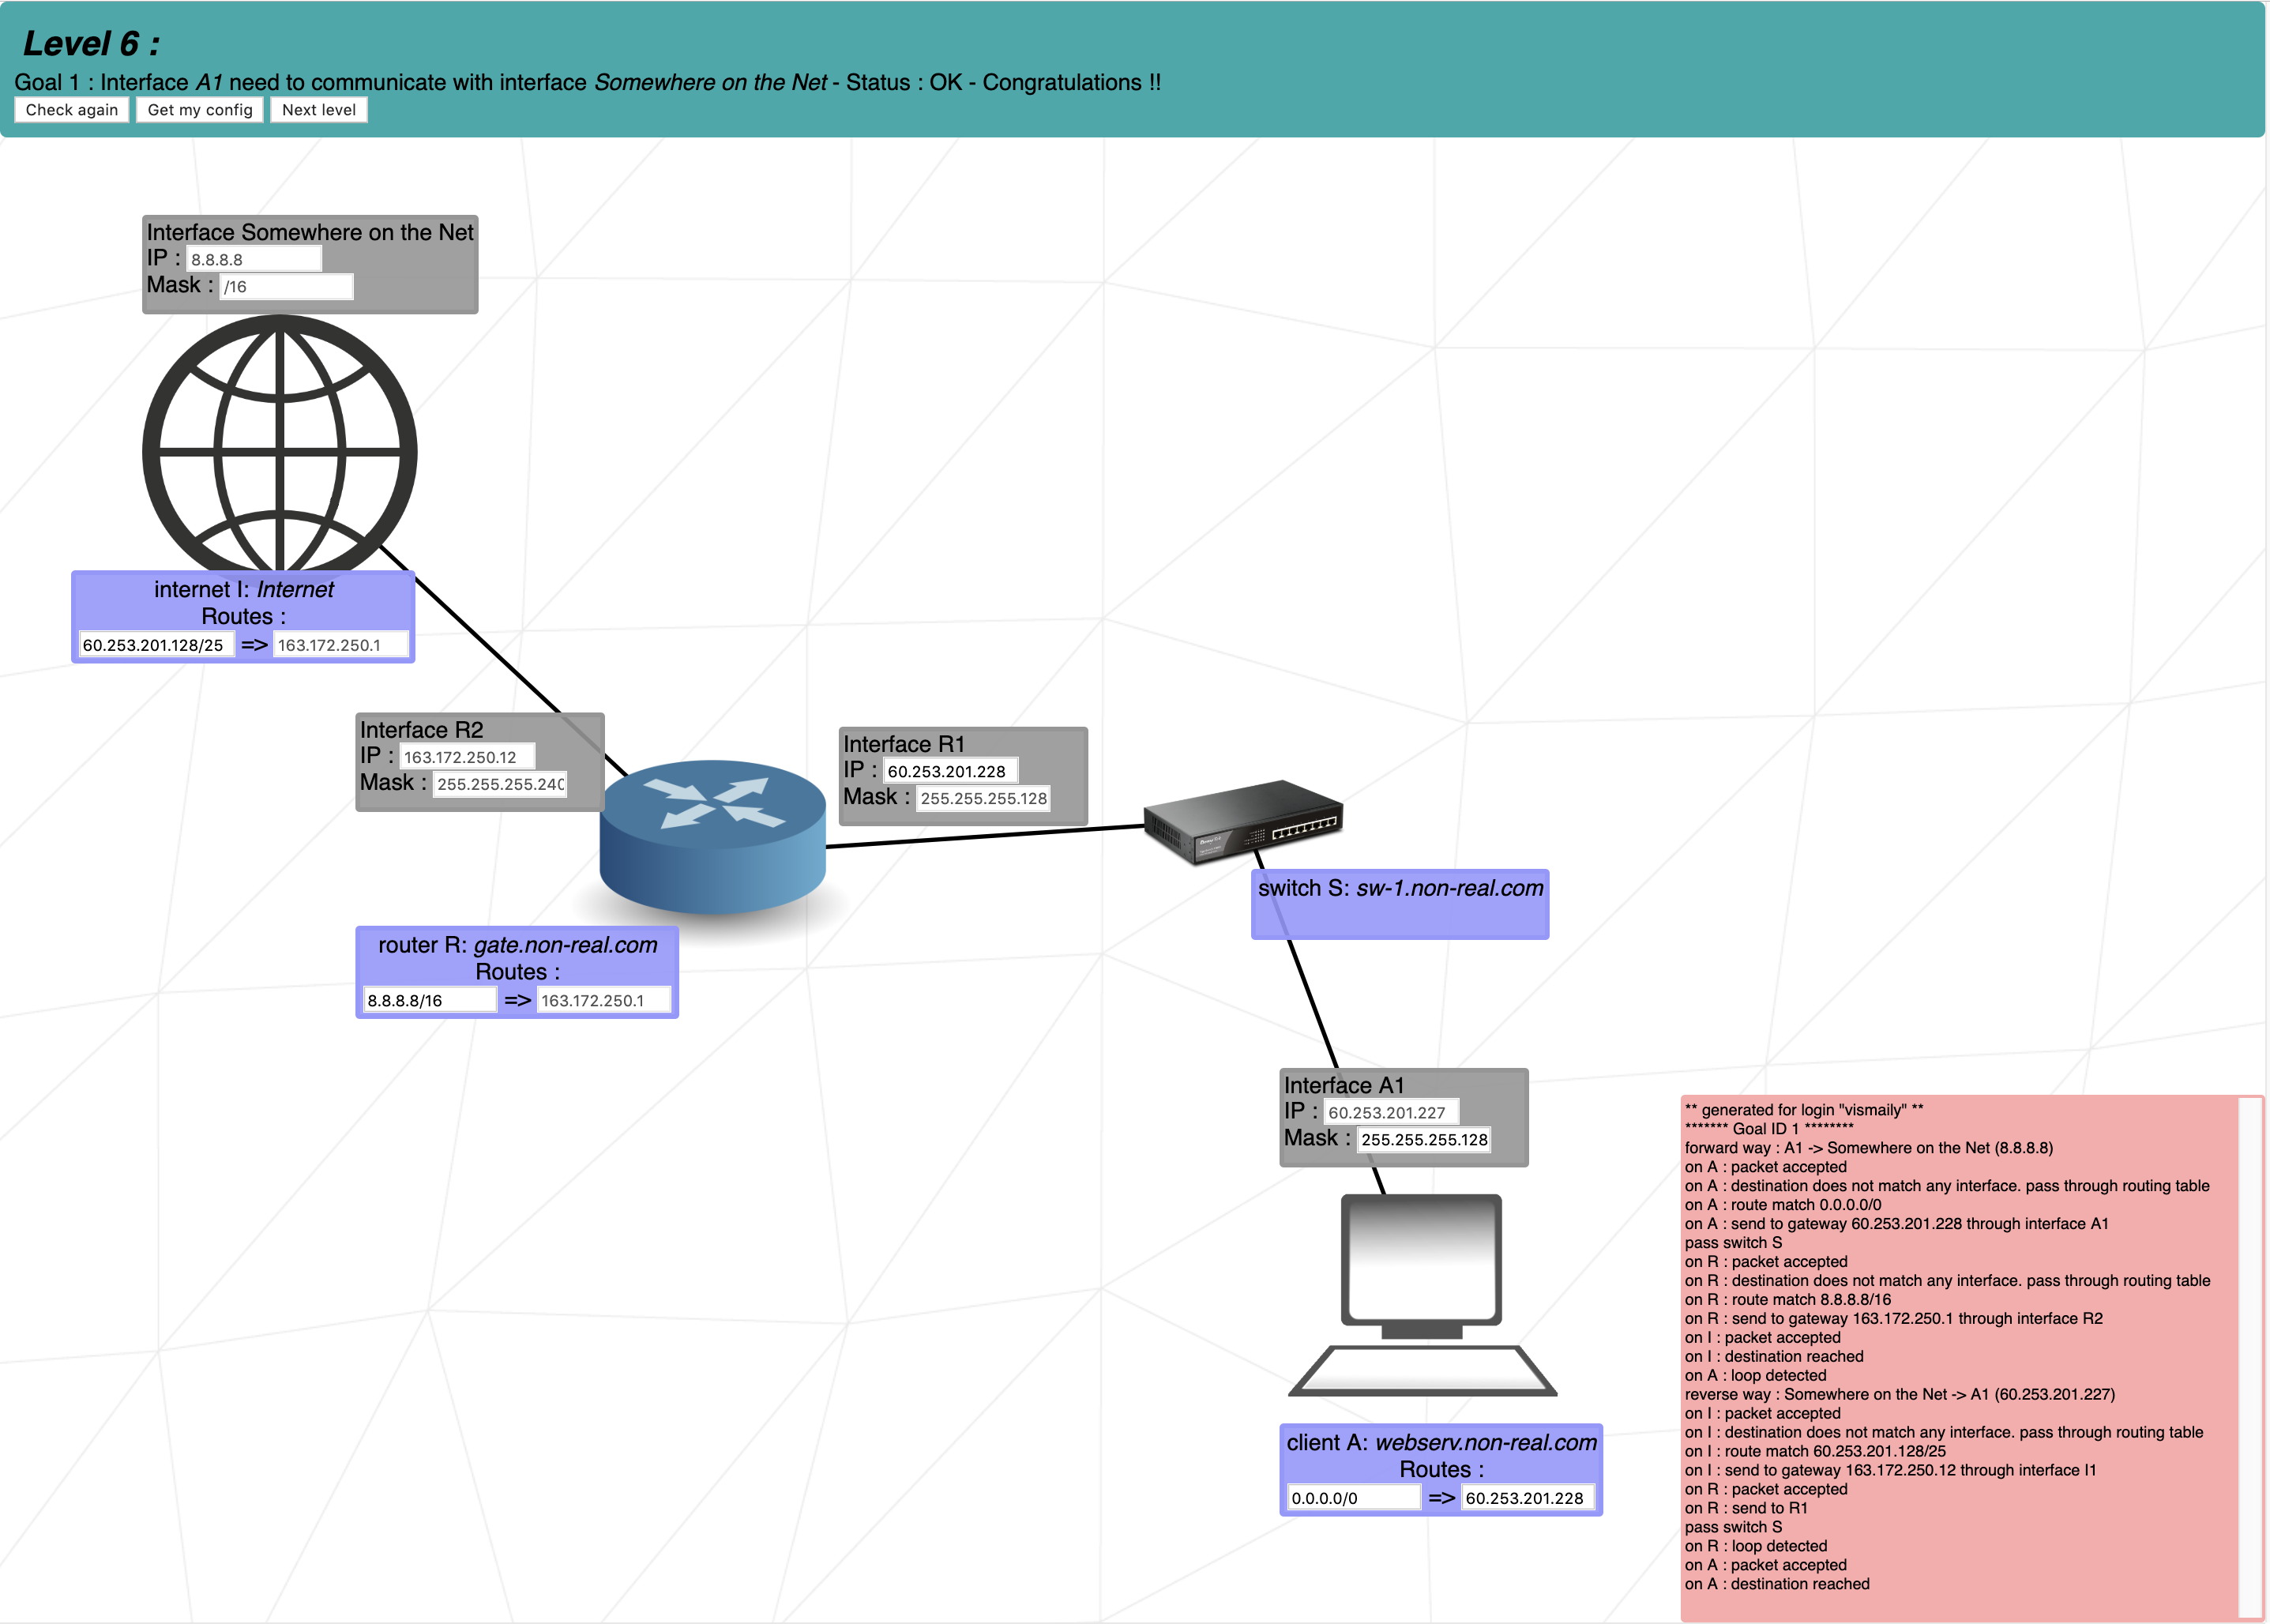 Level 6 :
Goal 1 : Interface A1 need to communicate with interface Somewhere on the Net - Status : OK - Congratulations !!
Check again Get my config Next level
Interface Somewhere on the Net
IP : 8.8.8.8
Mask : /16
internet I: Internet
Routes :
60.253.201.128/25 => 163.172.250.1
Interface R2
IP : 163.172.250.12
Mask : 255.255.255.240
Interface R1
IP : 60.253.201.228
Mask : 255.255.255.128
switch S: sw-1.non-real.com
router R: gate.non-real.com
Routes :
8.8.8.8/16 => 163.172.250.1
Interface A1
IP : 60.253.201.227
Mask : 255.255.255.128
client A: webserv.non-real.com
Routes :
0.0.0.0/0 => 60.253.201.228
** generated for login "vismaily" **
******* Goal ID 1 ********
forward way : A1 -> Somewhere on the Net (8.8.8.8)
on A : packet accepted
on A : destination does not match any interface. pass through routing table
on A : route match 0.0.0.0/0
on A : send to gateway 60.253.201.228 through interface A1
pass switch S
on R : packet accepted
on R : destination does not match any interface. pass through routing table
on R : route match 8.8.8.8/16
on R : send to gateway 163.172.250.1 through interface R2
on I : packet accepted
on I : destination reached
on A : loop detected
reverse way : Somewhere on the Net -> A1 (60.253.201.227)
on I : packet accepted
on I : destination does not match any interface. pass through routing table
on I : route match 60.253.201.128/25
on I : send to gateway 163.172.250.12 through interface I1
on R : packet accepted
on R : send to R1
pass switch S
on R : loop detected
on A : packet accepted
on A : destination reached